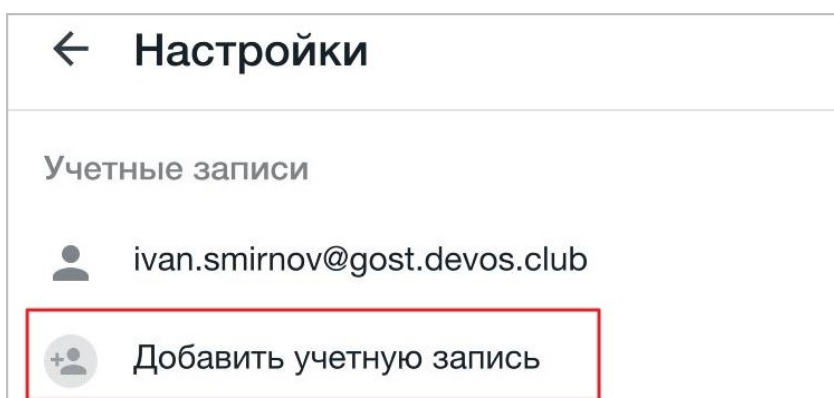 Настройки
Учетные записи
ivan.smirnov@gost.devos.club
Добавить учетную запись